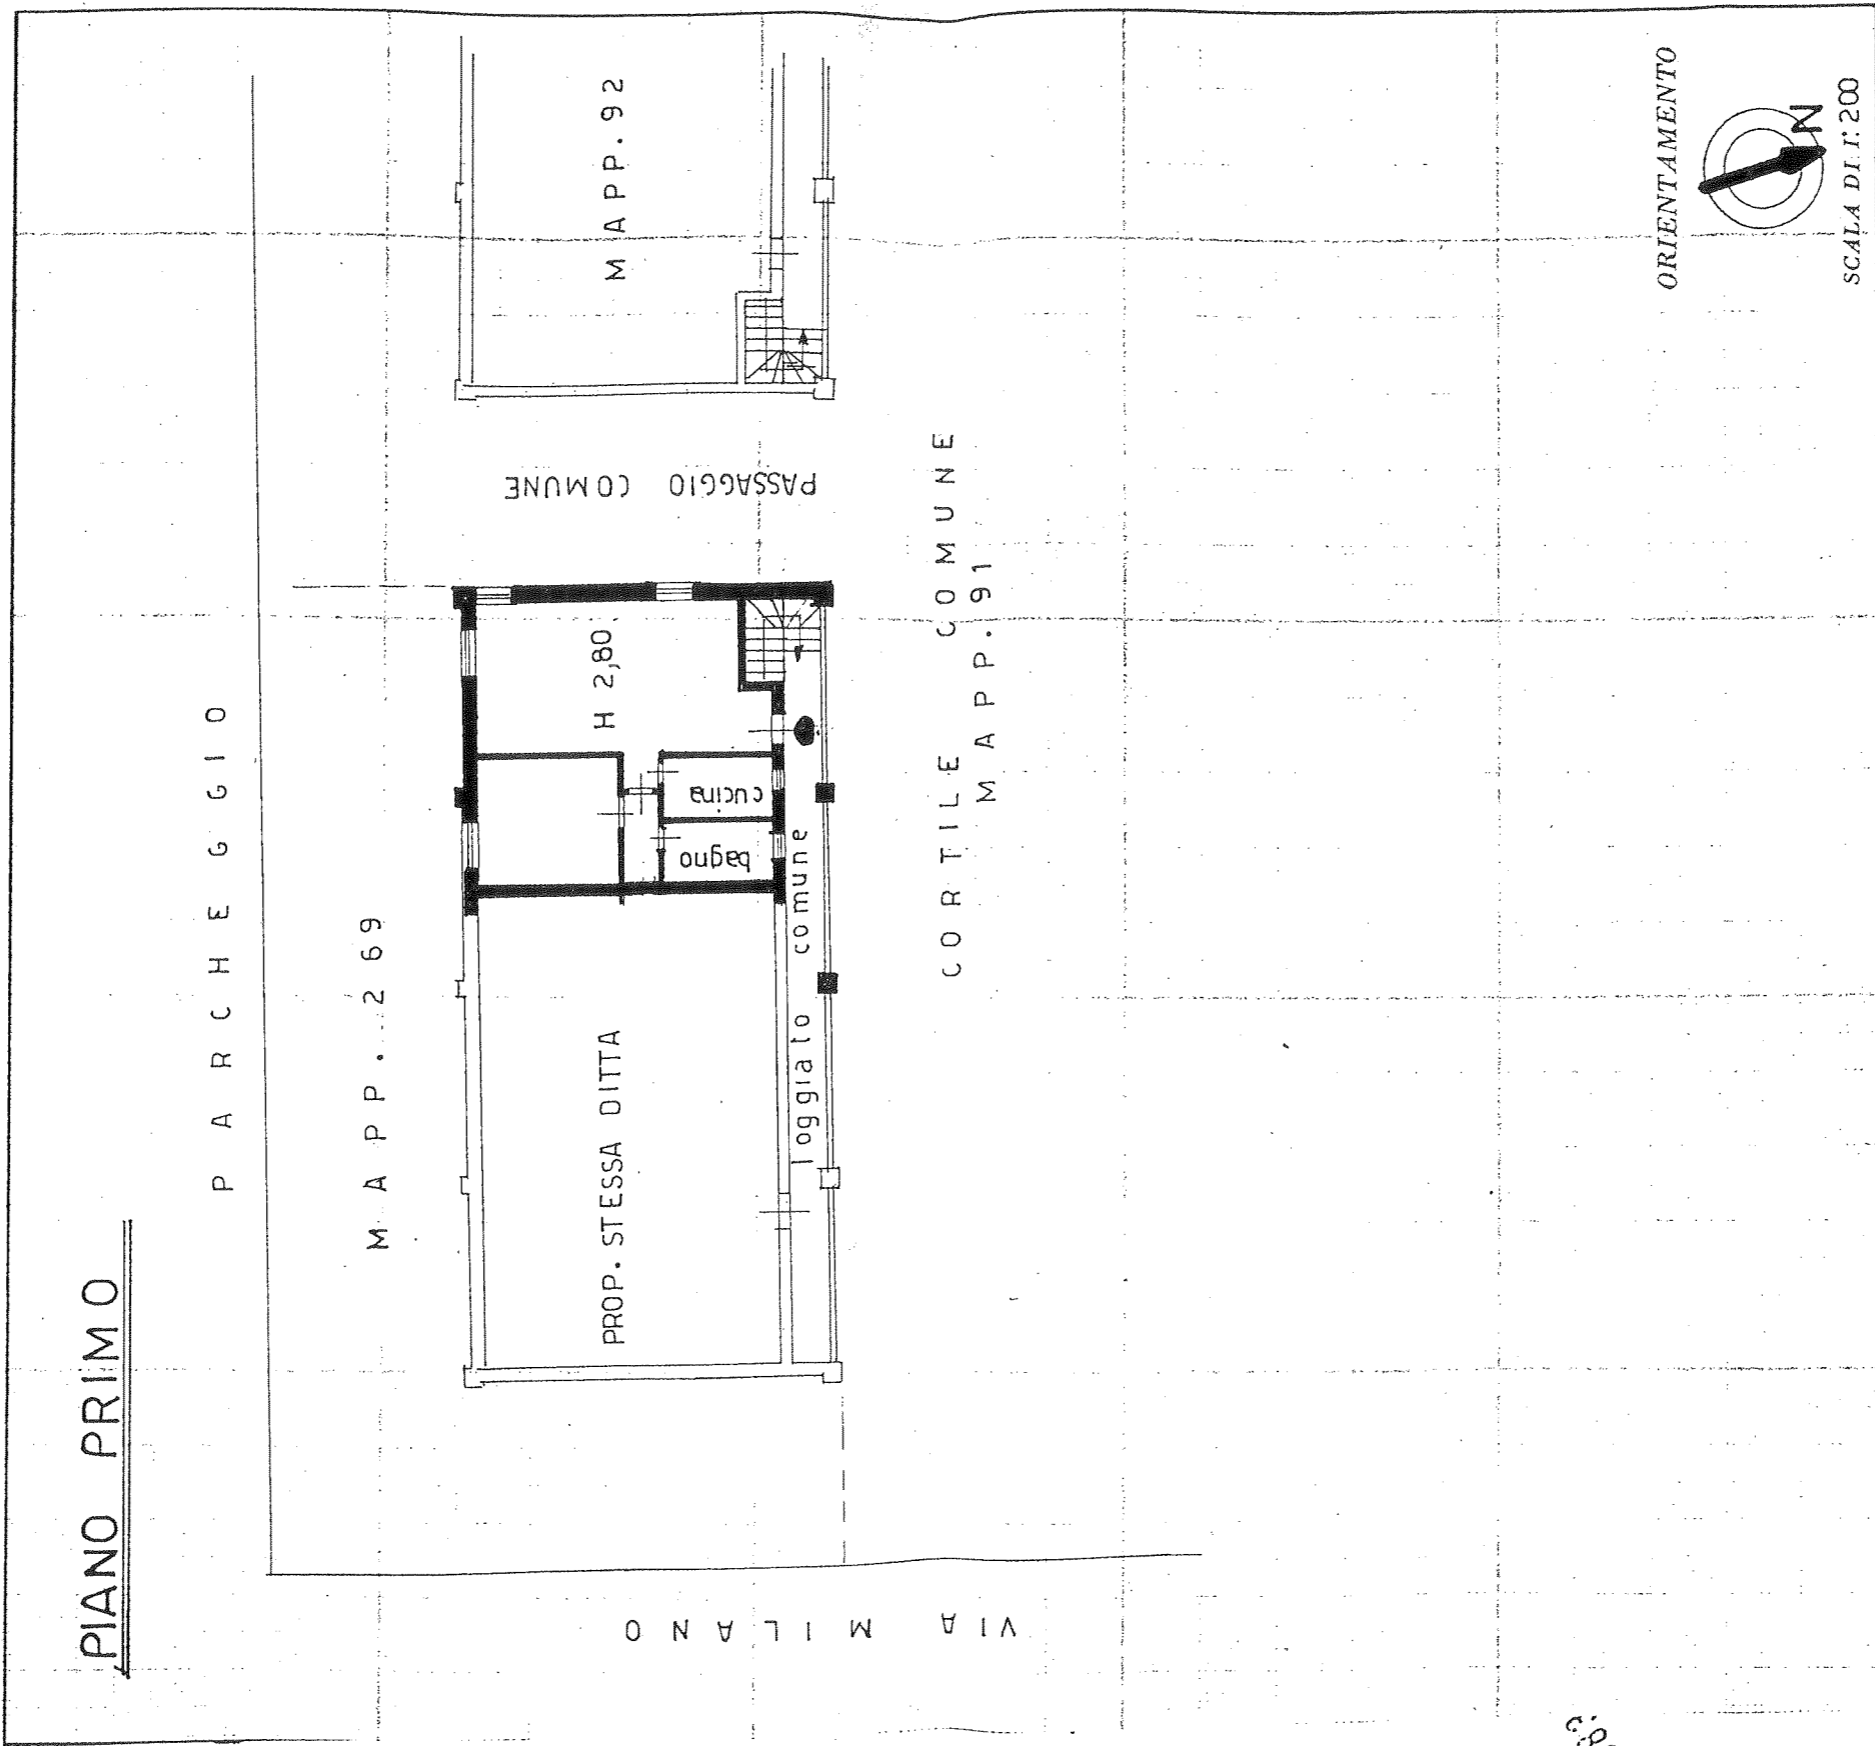 PIANO PRIMO
PARCHEGGIO
MAPP. 269
MAPP. 92
PASSAGGIO COMUNE
H 2,80
cucina
bagno
PROP. STESSA DITTA
loggiato comune
CORTILE COMUNE
MAPP. 91
VIA MILANO
ORIENTAMENTO
N
SCALA DI 1: 200